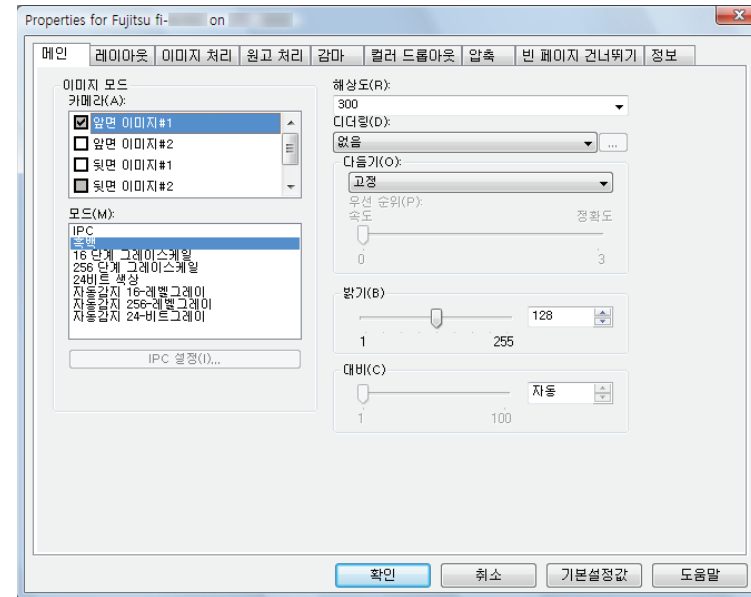 Properties for Fujitsu fi- on
메인 레이아웃 이미지 처리 원고 처리 감마 컬러 드롭아웃 압축 빈 페이지 건너뛰기 정보
이미지 모드
카메라(A):
앞면 이미지#1
앞면 이미지#2
뒷면 이미지#1
뒷면 이미지#2
모드(M):
IPC
흑백
16 단계 그레이스케일
256 단계 그레이스케일
24비트 색상
자동감지 16-레벨그레이
자동감지 256-레벨그레이
자동감지 24-비트그레이
IPC 설정(I)...
해상도(R):
300
디더링(D):
없음 ...
다듬기(O):
고정
우선 순위(P):
속도 정확도
0 3
밝기(B)
128
1 255
대비(C)
자동
1 100
확인 취소 기본설정값 도움말